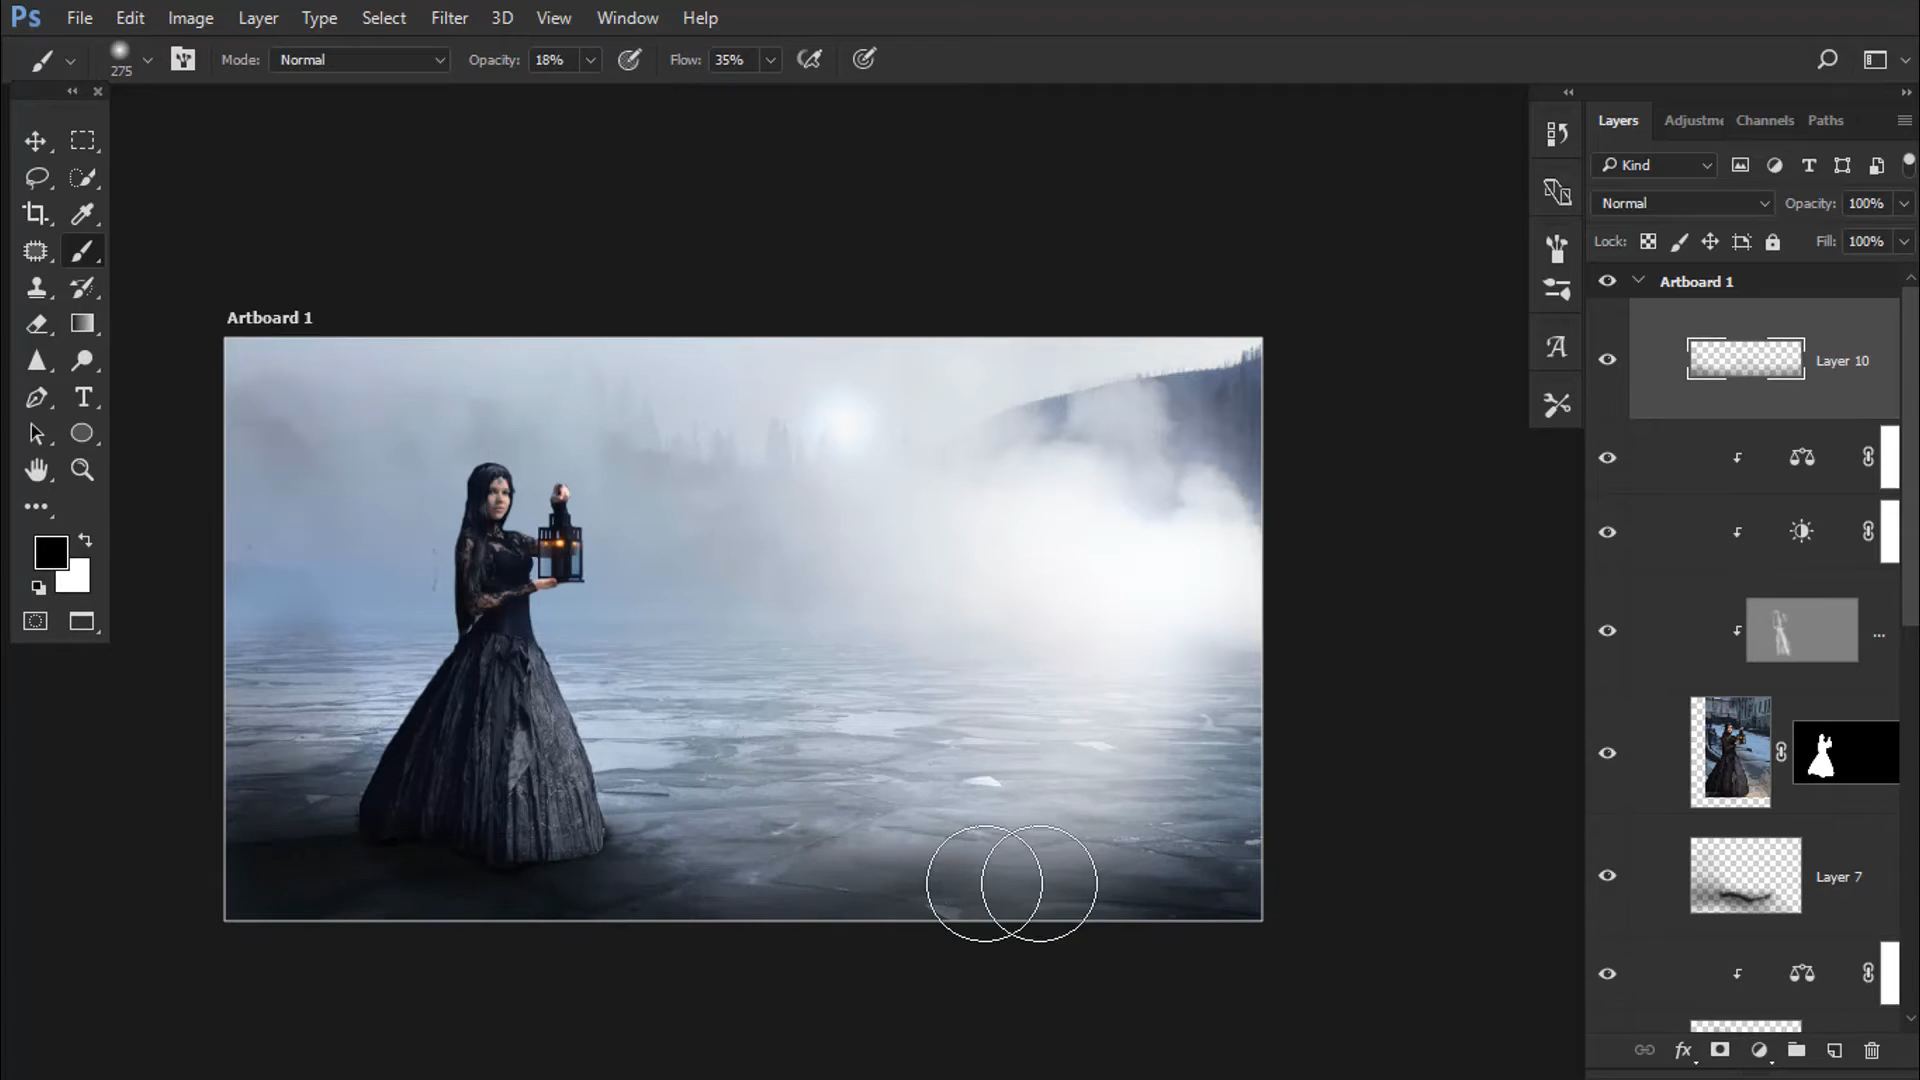 Ps File Edit Image Layer Type Select Filter 3D View Window Help
275 Mode: Normal Opacity: 18% Flow: 35%
Layers Adjustme Channels Paths
Kind
Normal Opacity: 100%
Lock: Fill: 100%
Artboard 1
Artboard 1
Layer 10
...
Layer 7